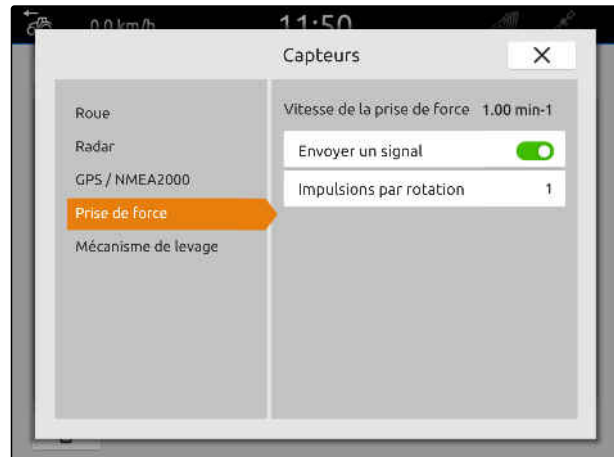 0.0 km/h 11:50
Capteurs
Roue
Radar
GPS / NMEA2000
Prise de force
Mécanisme de levage
Vitesse de la prise de force 1.00 min-1
Envoyer un signal
Impulsions par rotation 1